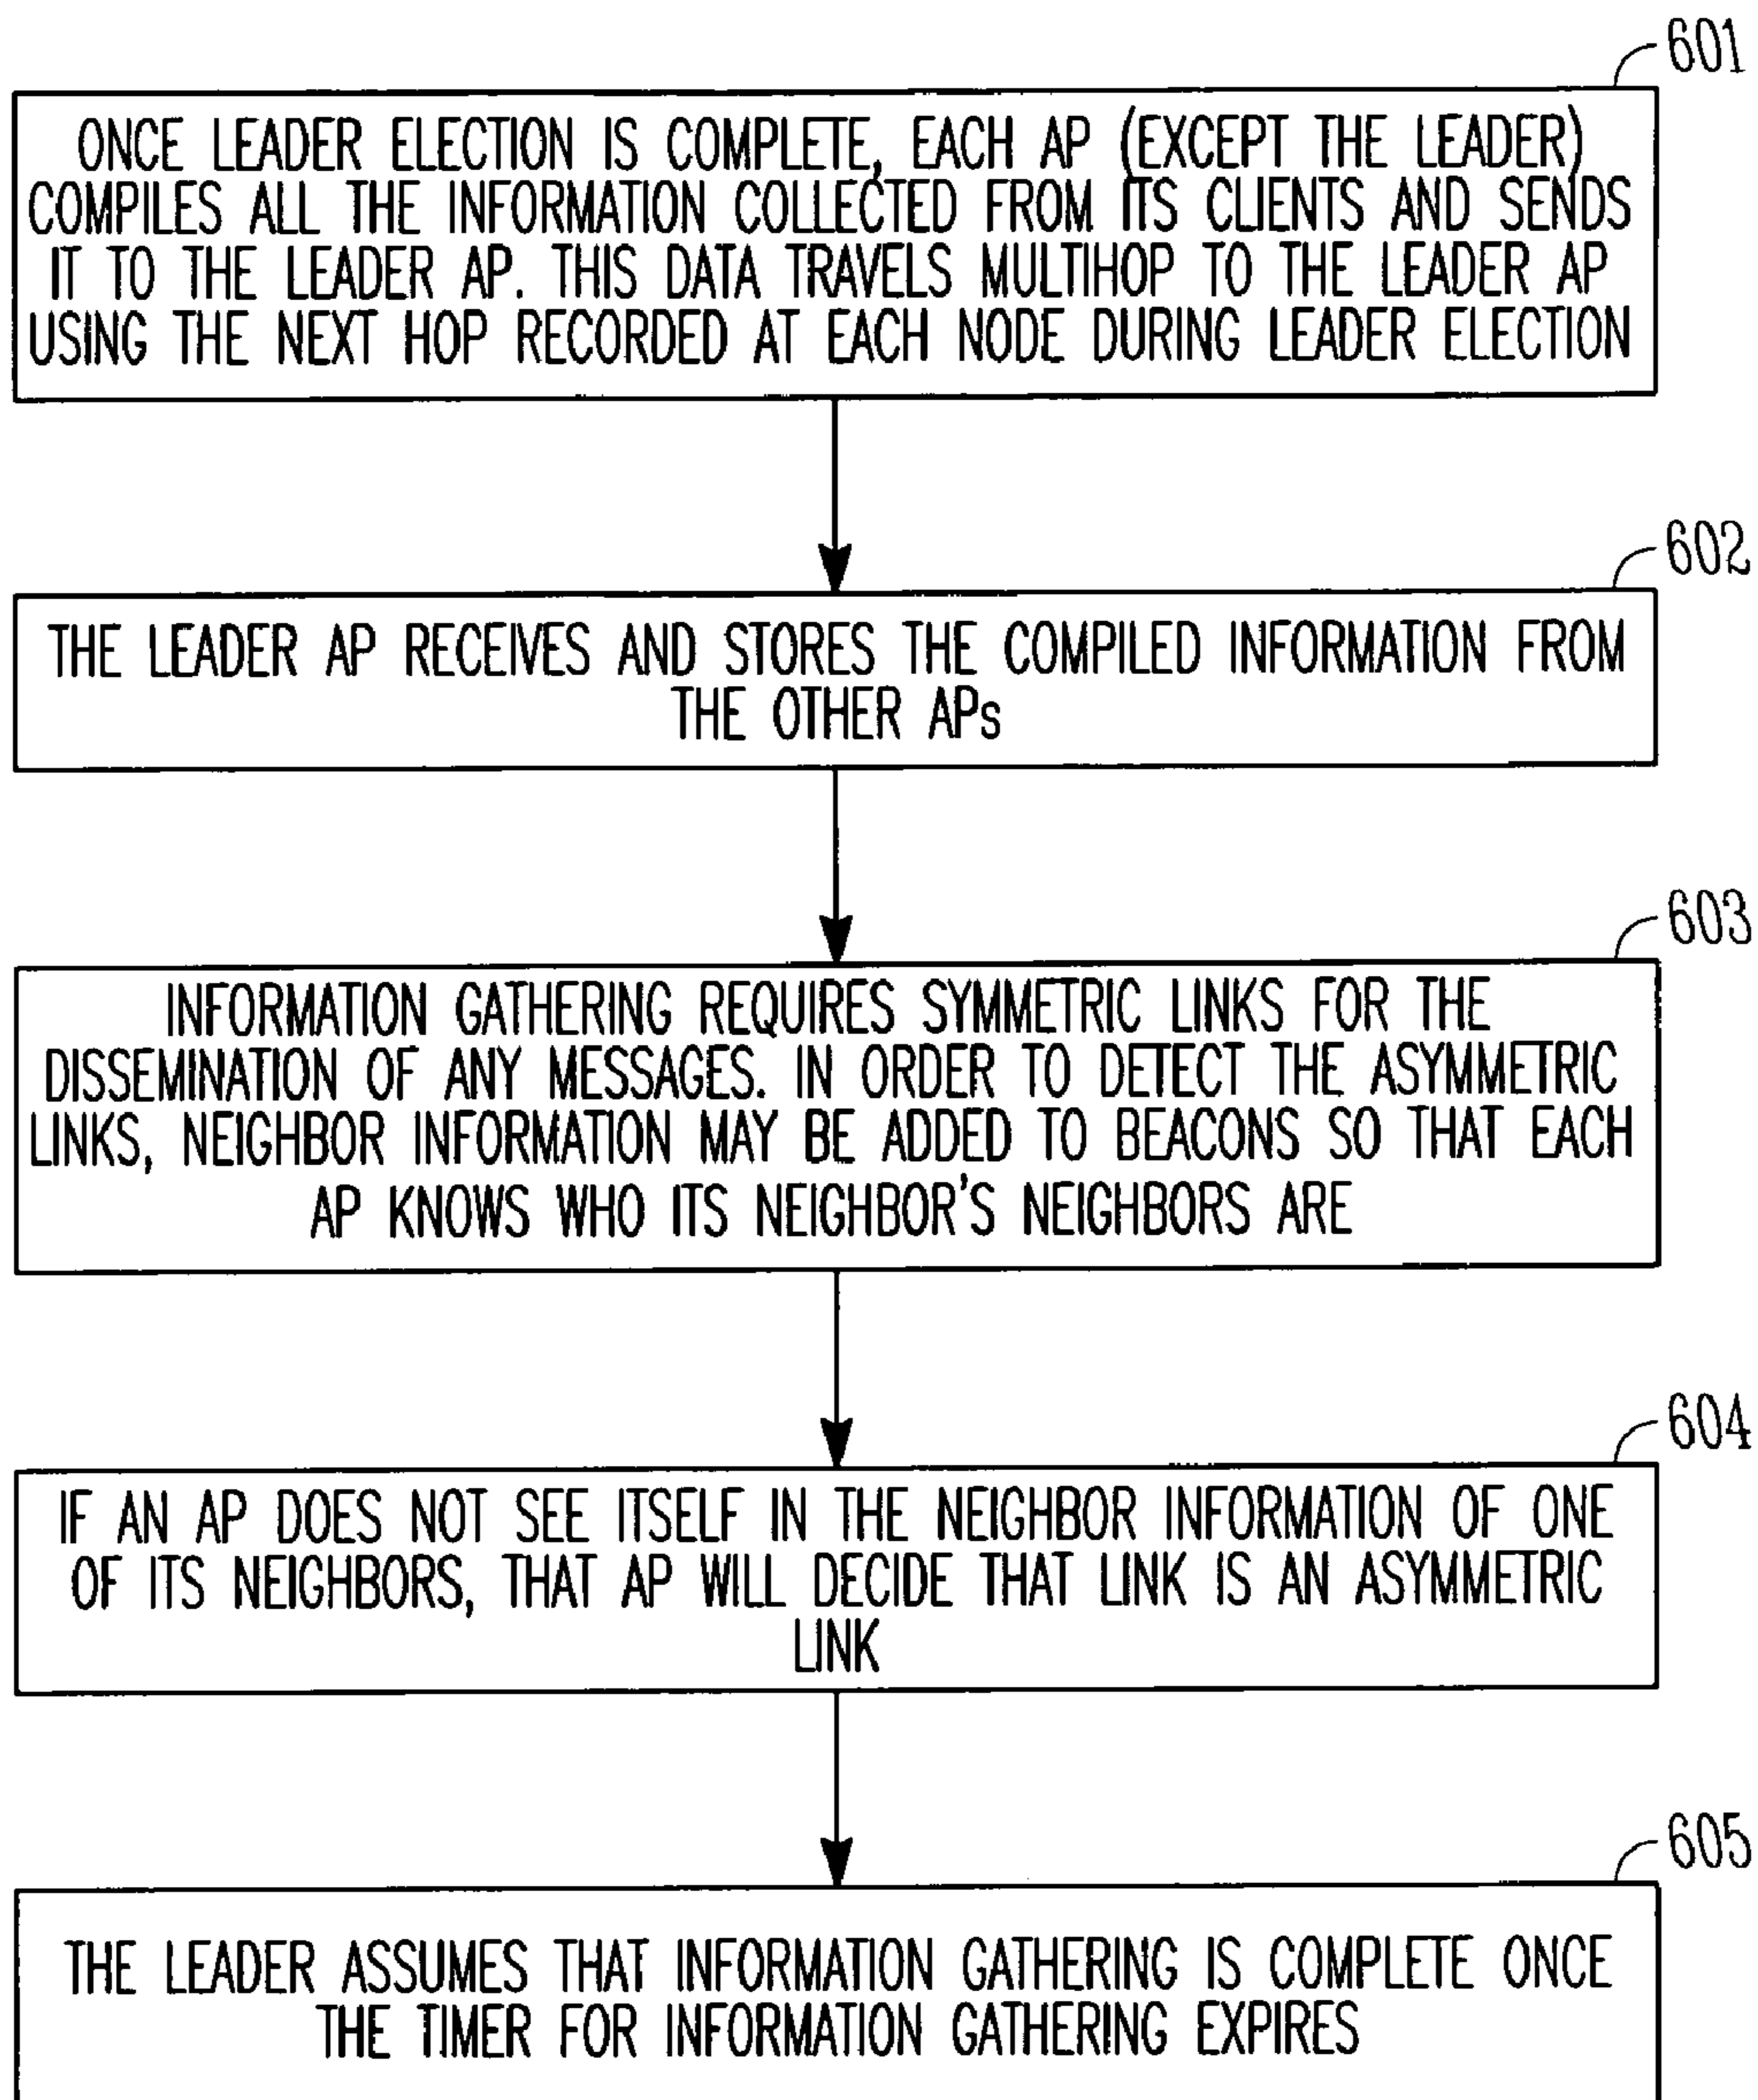 601
ONCE LEADER ELECTION IS COMPLETE, EACH AP (EXCEPT THE LEADER)
COMPILES ALL THE INFORMATION COLLECTED FROM ITS CLIENTS AND SENDS
IT TO THE LEADER AP. THIS DATA TRAVELS MULTIHOP TO THE LEADER AP
USING THE NEXT HOP RECORDED AT EACH NODE DURING LEADER ELECTION
602
THE LEADER AP RECEIVES AND STORES THE COMPILED INFORMATION FROM
THE OTHER APs
603
INFORMATION GATHERING REQUIRES SYMMETRIC LINKS FOR THE
DISSEMINATION OF ANY MESSAGES. IN ORDER TO DETECT THE ASYMMETRIC
LINKS, NEIGHBOR INFORMATION MAY BE ADDED TO BEACONS SO THAT EACH
AP KNOWS WHO ITS NEIGHBOR'S NEIGHBORS ARE
604
IF AN AP DOES NOT SEE ITSELF IN THE NEIGHBOR INFORMATION OF ONE
OF ITS NEIGHBORS, THAT AP WILL DECIDE THAT LINK IS AN ASYMMETRIC
LINK
605
THE LEADER ASSUMES THAT INFORMATION GATHERING IS COMPLETE ONCE
THE TIMER FOR INFORMATION GATHERING EXPIRES